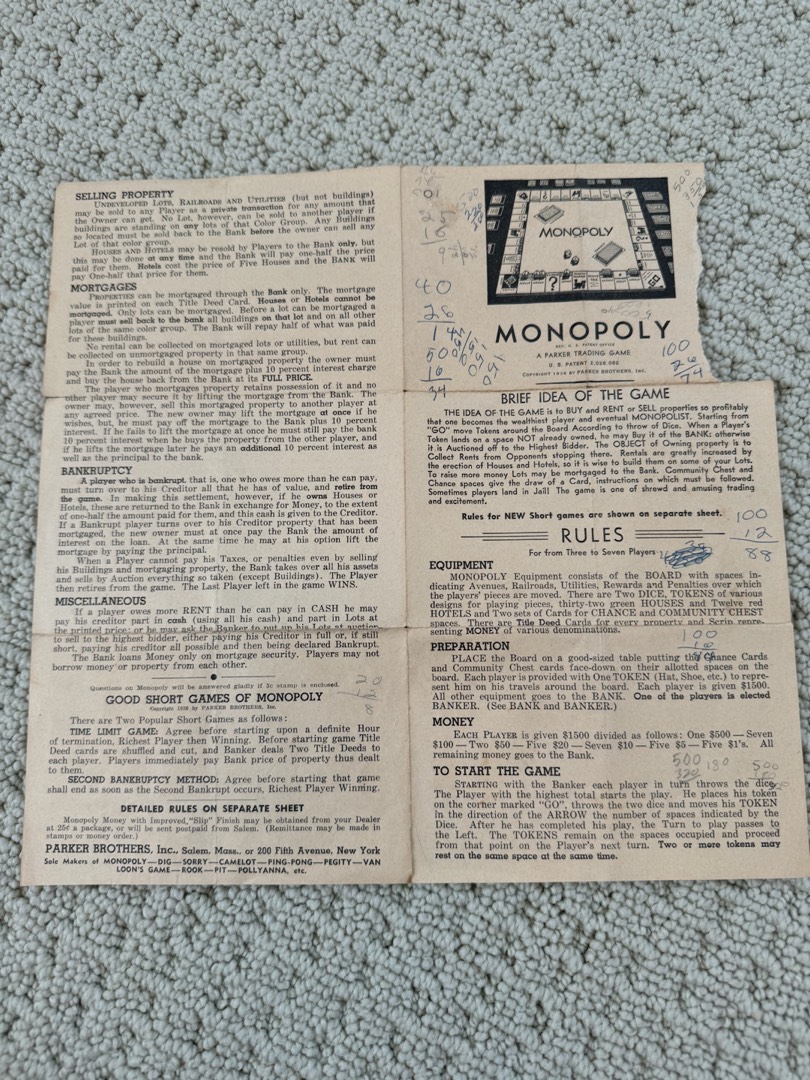 SELLING PROPERTY
UNDEVELOPED LOTS, RAILROADS AND UTILITIES (but not buildings)
may be sold to any Player as a private transaction for any amount that
the Owner can get. No Lot, however, can be sold to another player if
buildings are standing on any lots of that Color Group. Any Buildings
so located must be sold back to the Bank before the owner can sell any
Lot of that color group.
HOUSES AND HOTELS may be resold by Players to the Bank only, but
this may be done at any time and the Bank will pay one-half the price
paid for them. Hotels cost the price of Five Houses and the BANK will
pay One-half that price for them.
MORTGAGES
PROPERTIES can be mortgaged through the Bank only. The mortgage
value is printed on each Title Deed Card. Houses or Hotels cannot be
mortgaged. Only lots can be mortgaged. Before a lot can be mortgaged a
player must sell back to the bank all buildings on that lot and on all other
lots of the same color group. The Bank will repay half of what was paid
for these buildings.
No rental can be collected on mortgaged lots or utilities, but rent can
be collected on unmortgaged property in that same group.
In order to rebuild a house on mortgaged property the owner must
pay the Bank the amount of the mortgage plus 10 percent interest charge
and buy the house back from the Bank at its FULL PRICE.
The player who mortgages property retains possession of it and no
other player may secure it by lifting the mortgage from the Bank. The
owner may, however, sell this mortgaged property to another player at
any agreed price. The new owner may lift the mortgage at once if he
wishes, but, he must pay off the mortgage to the Bank plus 10 percent
interest. If he fails to lift the mortgage at once he must still pay the bank
10 percent interest when he buys the property from the other player, and
if he lifts the mortgage later he pays an additional 10 percent interest as
well as the principal to the bank.
BANKRUPTCY
A player who is bankrupt, that is, one who owes more than he can pay,
must turn over to his Creditor all that he has of value, and retire from
the game. In making this settlement, however, if he owns Houses or
Hotels, these are returned to the Bank in exchange for Money, to the extent
of one-half the amount paid for them, and this cash is given to the Creditor.
If a Bankrupt player turns over to his Creditor property that has been
mortgaged, the new owner must at once pay the Bank the amount of
interest on the loan. At the same time he may at his option lift the
mortgage by paying the principal.
When a Player cannot pay his Taxes, or penalties even by selling
his Buildings and mortgaging property, the Bank takes over all his assets
and sells by Auction everything so taken (except Buildings). The Player
then retires from the game. The Last Player left in the game WINS.
MISCELLANEOUS
If a player owes more RENT than he can pay in CASH he may
pay his creditor part in cash (using all his cash) and part in Lots at
the printed price; or he may ask the Banker to put up his Lots at auction
to sell to the highest bidder, either paying his Creditor in full or, if still
short, paying his creditor all possible and then being declared Bankrupt.
The Bank loans Money only on mortgage security. Players may not
borrow money or property from each other.
Questions on Monopoly will be answered gladly if 3c stamp is enclosed.
20
12
8
GOOD SHORT GAMES OF MONOPOLY
There are Two Popular Short Games as follows:
TIME LIMIT GAME: Agree before starting upon a definite Hour
of termination, Richest Player then Winning. Before starting game Title
Deed cards are shuffled and cut, and Banker deals Two Title Deeds to
each player. Players immediately pay Bank price of property thus dealt
to them.
SECOND BANKRUPTCY METHOD: Agree before starting that game
shall end as soon as the Second Bankrupt occurs, Richest Player Winning.
DETAILED RULES ON SEPARATE SHEET
Monopoly Money with Improved "Slip" Finish may be obtained from your Dealer
at 25¢ a package, or will be sent postpaid from Salem. (Remittance may be made in
stamps or money order.)
PARKER BROTHERS, Inc., Salem, Mass., or 200 Fifth Avenue, New York
Sole Makers of MONOPOLY—DIG—SORRY—CAMELOT—PING-PONG—PEGITY—VAN
LOON'S GAME—ROOK—PIT—POLLYANNA, etc.
MONOPOLY
GO
40
500
16
34
MONOPOLY
REG. U. S. PATENT OFFICE
A PARKER TRADING GAME
U. S. PATENT 2,026,082
COPYRIGHT 1936 BY PARKER BROTHERS, INC.
100
26
74
BRIEF IDEA OF THE GAME
THE IDEA OF THE GAME is to BUY and RENT or SELL properties so profitably
that one becomes the wealthiest player and eventual MONOPOLIST. Starting from
"GO" move Tokens around the Board According to throw of Dice. When a Player's
Token lands on a space NOT already owned, he may Buy it of the BANK; otherwise
it is Auctioned off to the Highest Bidder. The OBJECT of Owning property is to
Collect Rents from Opponents stopping there. Rentals are greatly increased by
the erection of Houses and Hotels, so it is wise to build them on some of your Lots.
To raise more money Lots may be mortgaged to the Bank. Community Chest and
Chance spaces give the draw of a Card, instructions on which must be followed.
Sometimes players land in Jail! The game is one of shrewd and amusing trading
and excitement.
Rules for NEW Short games are shown on separate sheet.
100
12
88
RULES
For from Three to Seven Players
EQUIPMENT
MONOPOLY Equipment consists of the BOARD with spaces in-
dicating Avenues, Railroads, Utilities, Rewards and Penalties over which
the players' pieces are moved. There are Two DICE, TOKENS of various
designs for playing pieces, thirty-two green HOUSES and Twelve red
HOTELS and Two sets of Cards for CHANCE and COMMUNITY CHEST
spaces. There are Title Deed Cards for every property and Scrip repre-
senting MONEY of various denominations.
100
PREPARATION
PLACE the Board on a good-sized table putting the Chance Cards
and Community Chest cards face-down on their allotted spaces on the
board. Each player is provided with One TOKEN (Hat, Shoe, etc.) to repre-
sent him on his travels around the board. Each player is given $1500.
All other equipment goes to the BANK. One of the players is elected
BANKER. (See BANK and BANKER.)
MONEY
EACH PLAYER is given $1500 divided as follows: One $500—Seven
$100—Two $50—Five $20—Seven $10—Five $5—Five $1's. All
remaining money goes to the Bank.
500
TO START THE GAME
STARTING with the Banker each player in turn throws the dice.
The Player with the highest total starts the play. He places his token
on the corner marked "GO", throws the two dice and moves his TOKEN
in the direction of the ARROW the number of spaces indicated by the
Dice. After he has completed his play, the Turn to play passes to
the Left. The TOKENS remain on the spaces occupied and proceed
from that point on the Player's next turn. Two or more tokens may
rest on the same space at the same time.